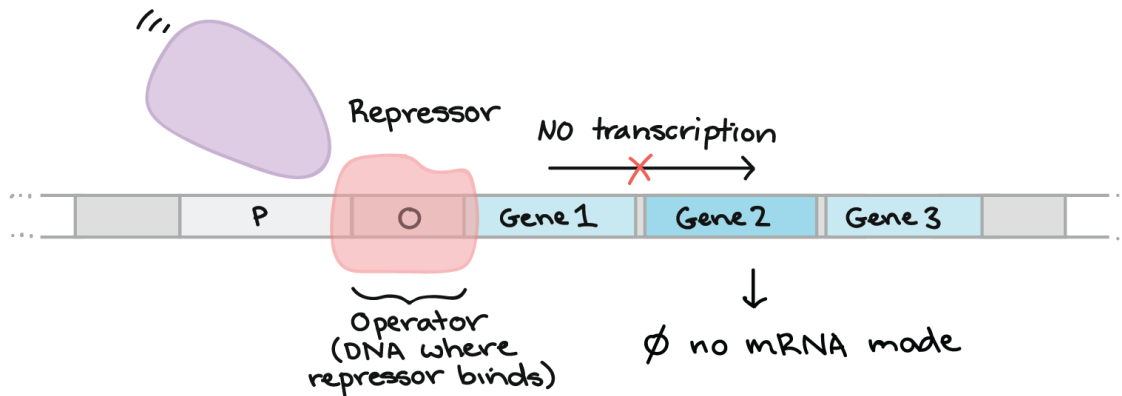 Repressor
NO transcription
P
O
Gene 1
Gene 2
Gene 3
Operator
(DNA where
repressor binds)
Ø no mRNA made